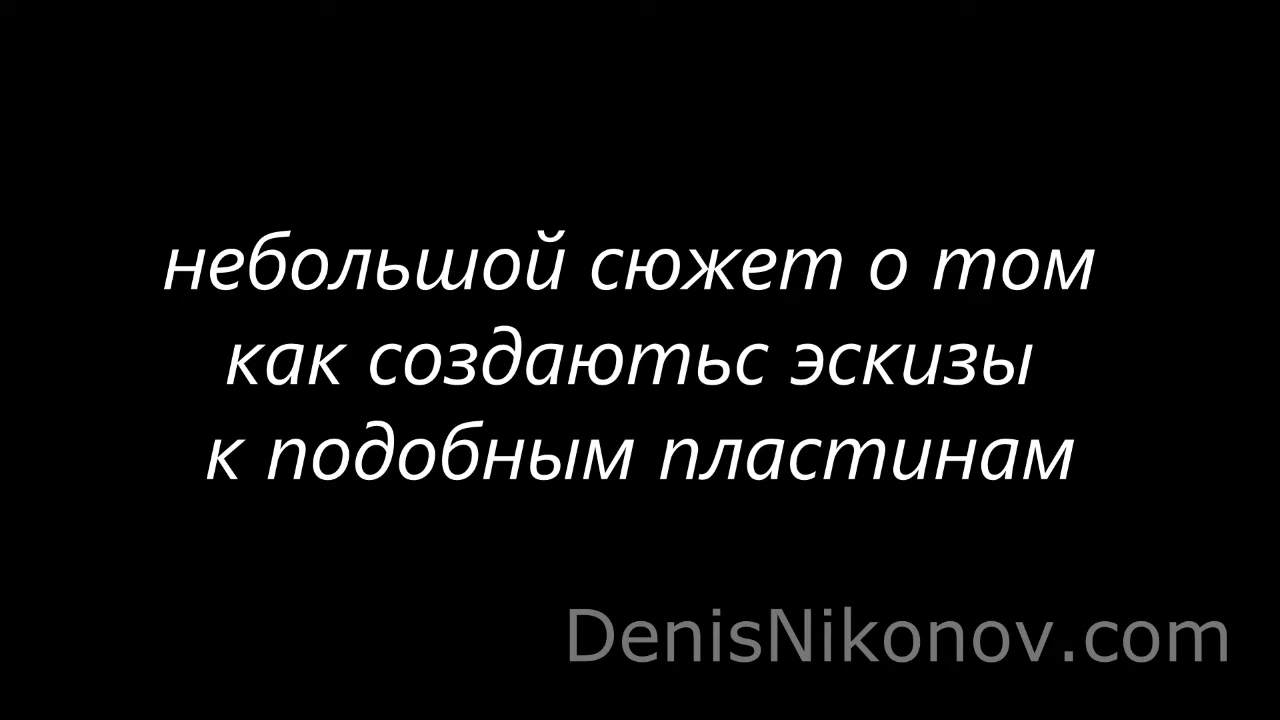 небольшой сюжет о том
как создаютьс эскизы
к подобным пластинам
DenisNikonov.com